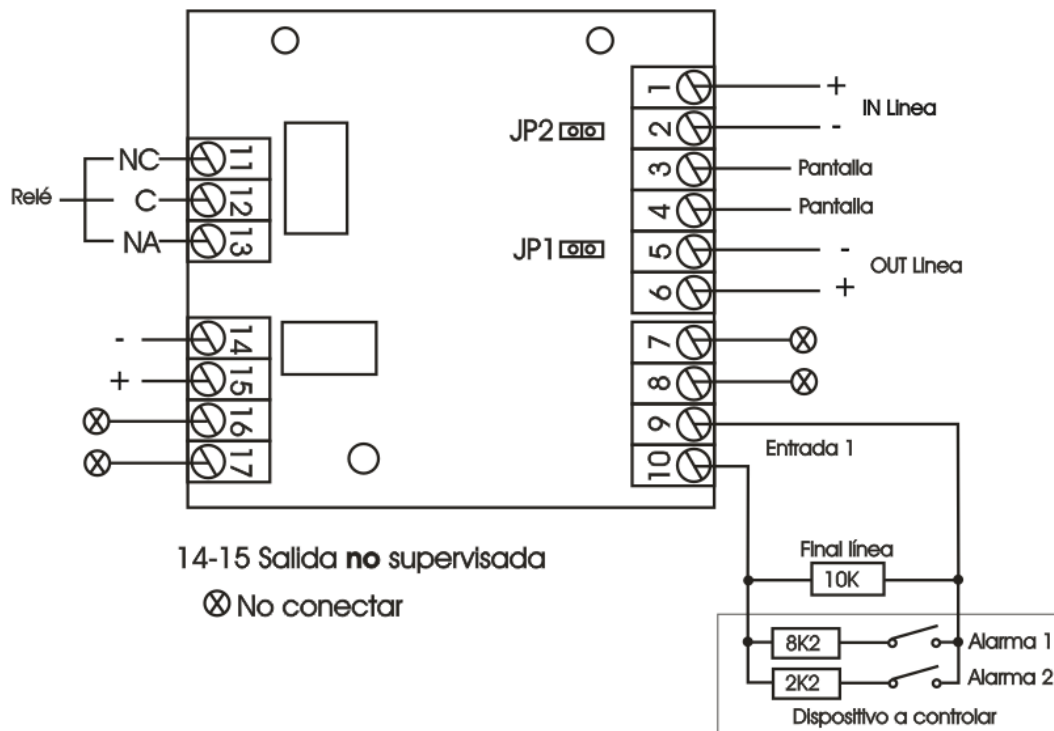 1
+
IN Linea
2
-
JP2
3
Pantalla
4
Pantalla
JP1
5
-
OUT Linea
6
+
7
8
9
Entrada 1
10
Relé
NC
11
C
12
NA
13
-
14
+
15
16
17
14-15 Salida no supervisada
No conectar
Final línea
10K
8K2
Alarma 1
2K2
Alarma 2
Dispositivo a controlar